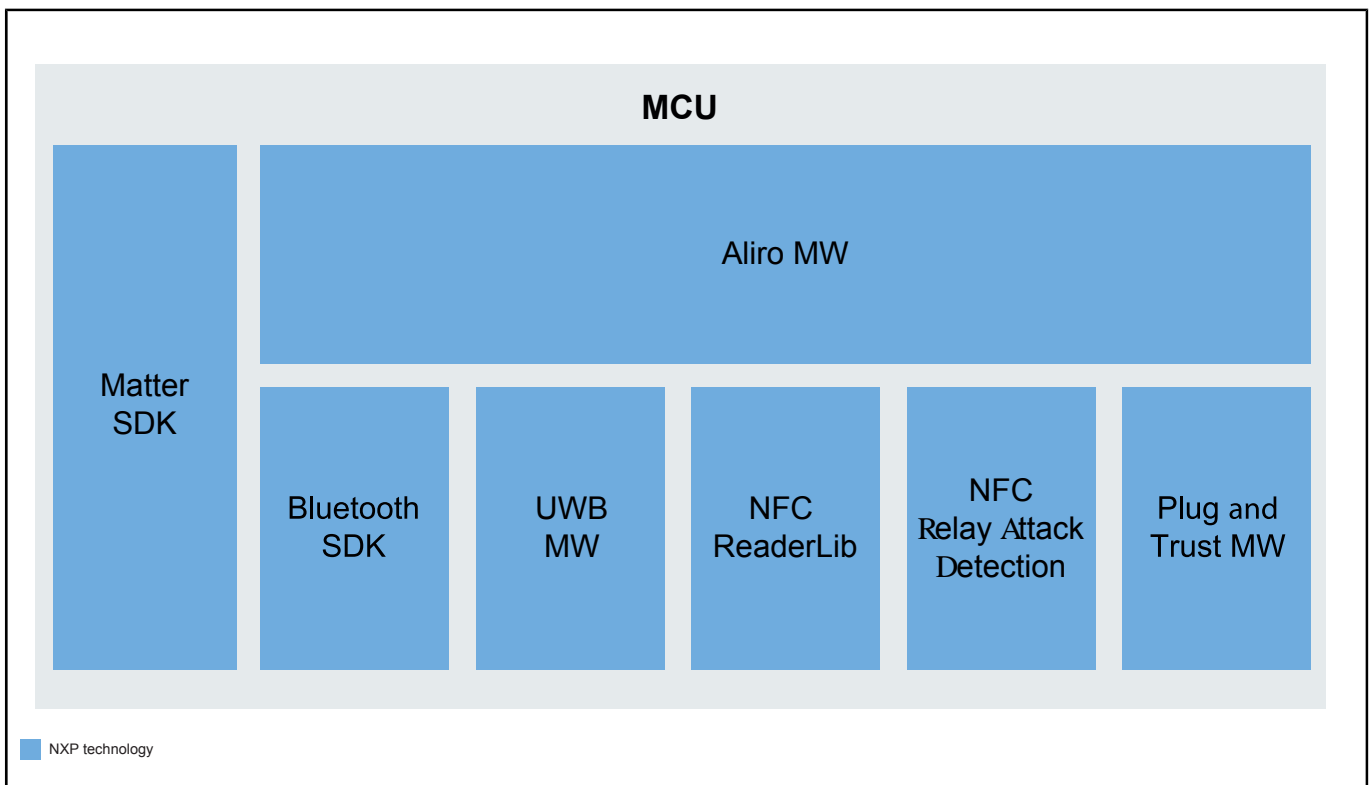 MCU
Aliro MW
Matter
SDK
Bluetooth
SDK
UWB
MW
NFC
ReaderLib
NFC
Relay Attack
Detection
Plug and
Trust MW
NXP technology